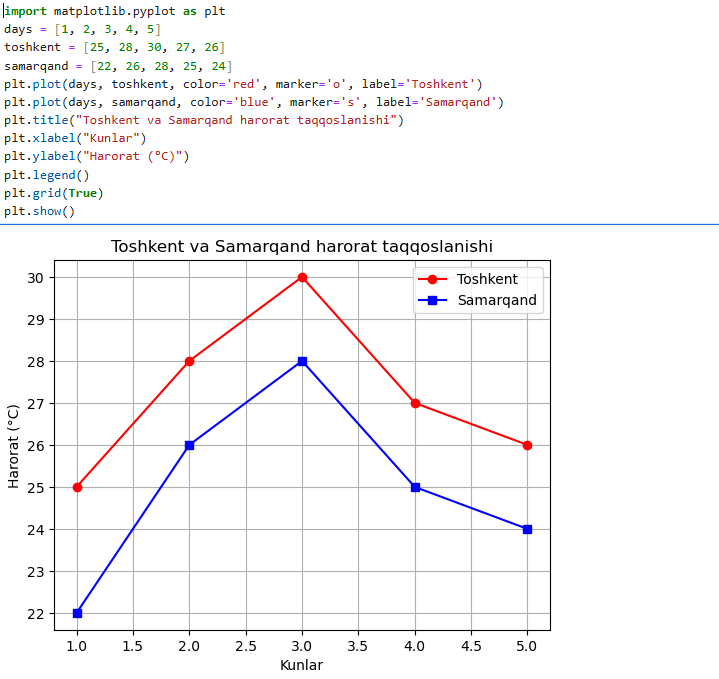 import matplotlib.pyplot as plt
days = [1, 2, 3, 4, 5]
toshkent = [25, 28, 30, 27, 26]
samarqand = [22, 26, 28, 25, 24]
plt.plot(days, toshkent, color='red', marker='o', label='Toshkent')
plt.plot(days, samarqand, color='blue', marker='s', label='Samarqand')
plt.title("Toshkent va Samarqand harorat taqqoslanishi")
plt.xlabel("Kunlar")
plt.ylabel("Harorat (°C)")
plt.legend()
plt.grid(True)
plt.show()
Toshkent va Samarqand harorat taqqoslanishi
Toshkent
Samarqand
Harorat (°C)
30
29
28
27
26
25
24
23
22
1.0 1.5 2.0 2.5 3.0 3.5 4.0 4.5 5.0
Kunlar